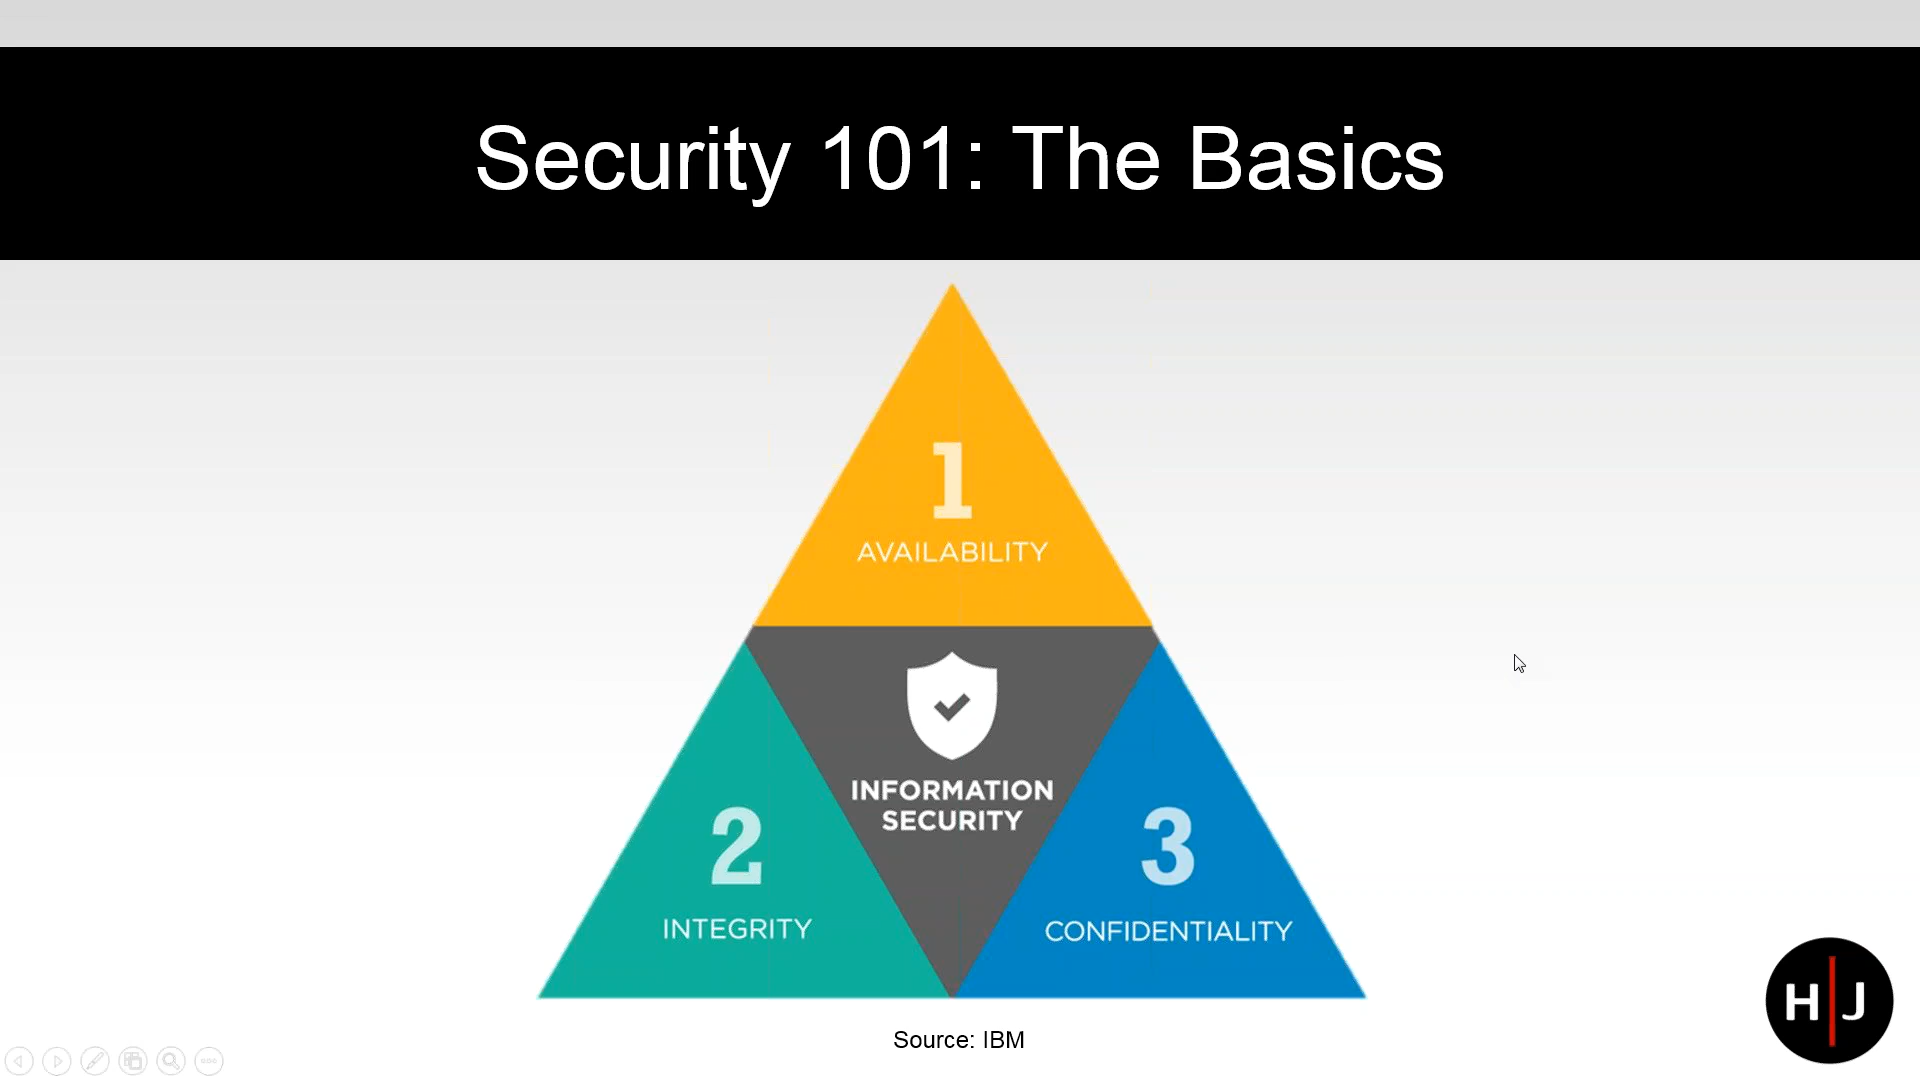 Security 101: The Basics
1
AVAILABILITY
INFORMATION
SECURITY
2
INTEGRITY
3
CONFIDENTIALITY
Source: IBM
H J